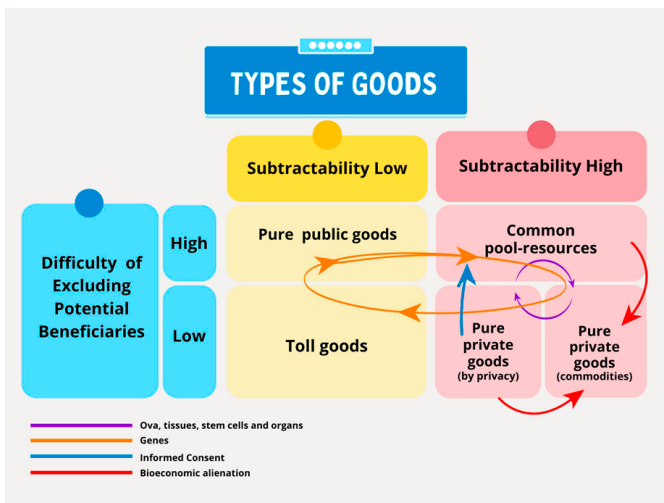 TYPES OF GOODS
Subtractability Low
Subtractability High
Difficulty of
Excluding
Potential
Beneficiaries
High
Pure public goods
Common
pool-resources
Low
Toll goods
Pure
private
goods
(by privacy)
Pure
private
goods
(commodities)
Ova, tissues, stem cells and organs
Genes
Informed Consent
Bioeconomic alienation